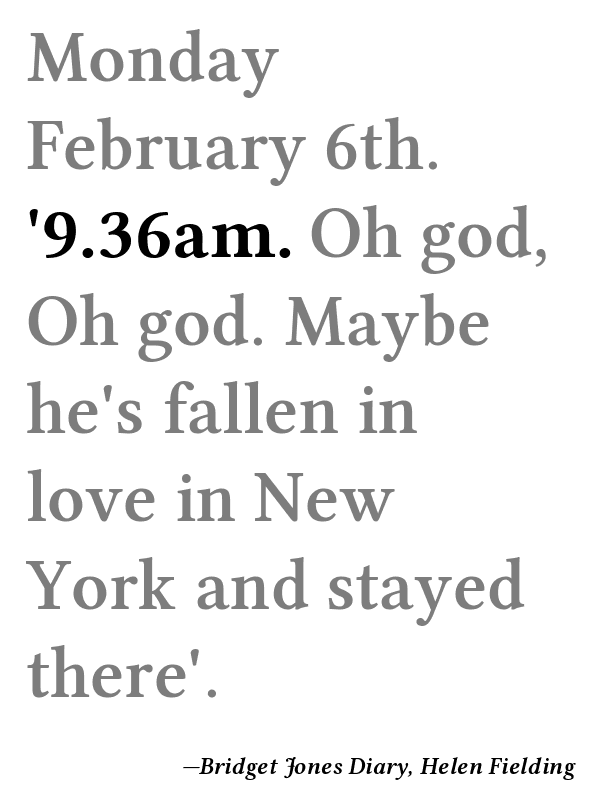 Monday
February 6th.
'9.36am. Oh god,
Oh god. Maybe
he's fallen in
love in New
York and stayed
there'.
—Bridget Jones Diary, Helen Fielding